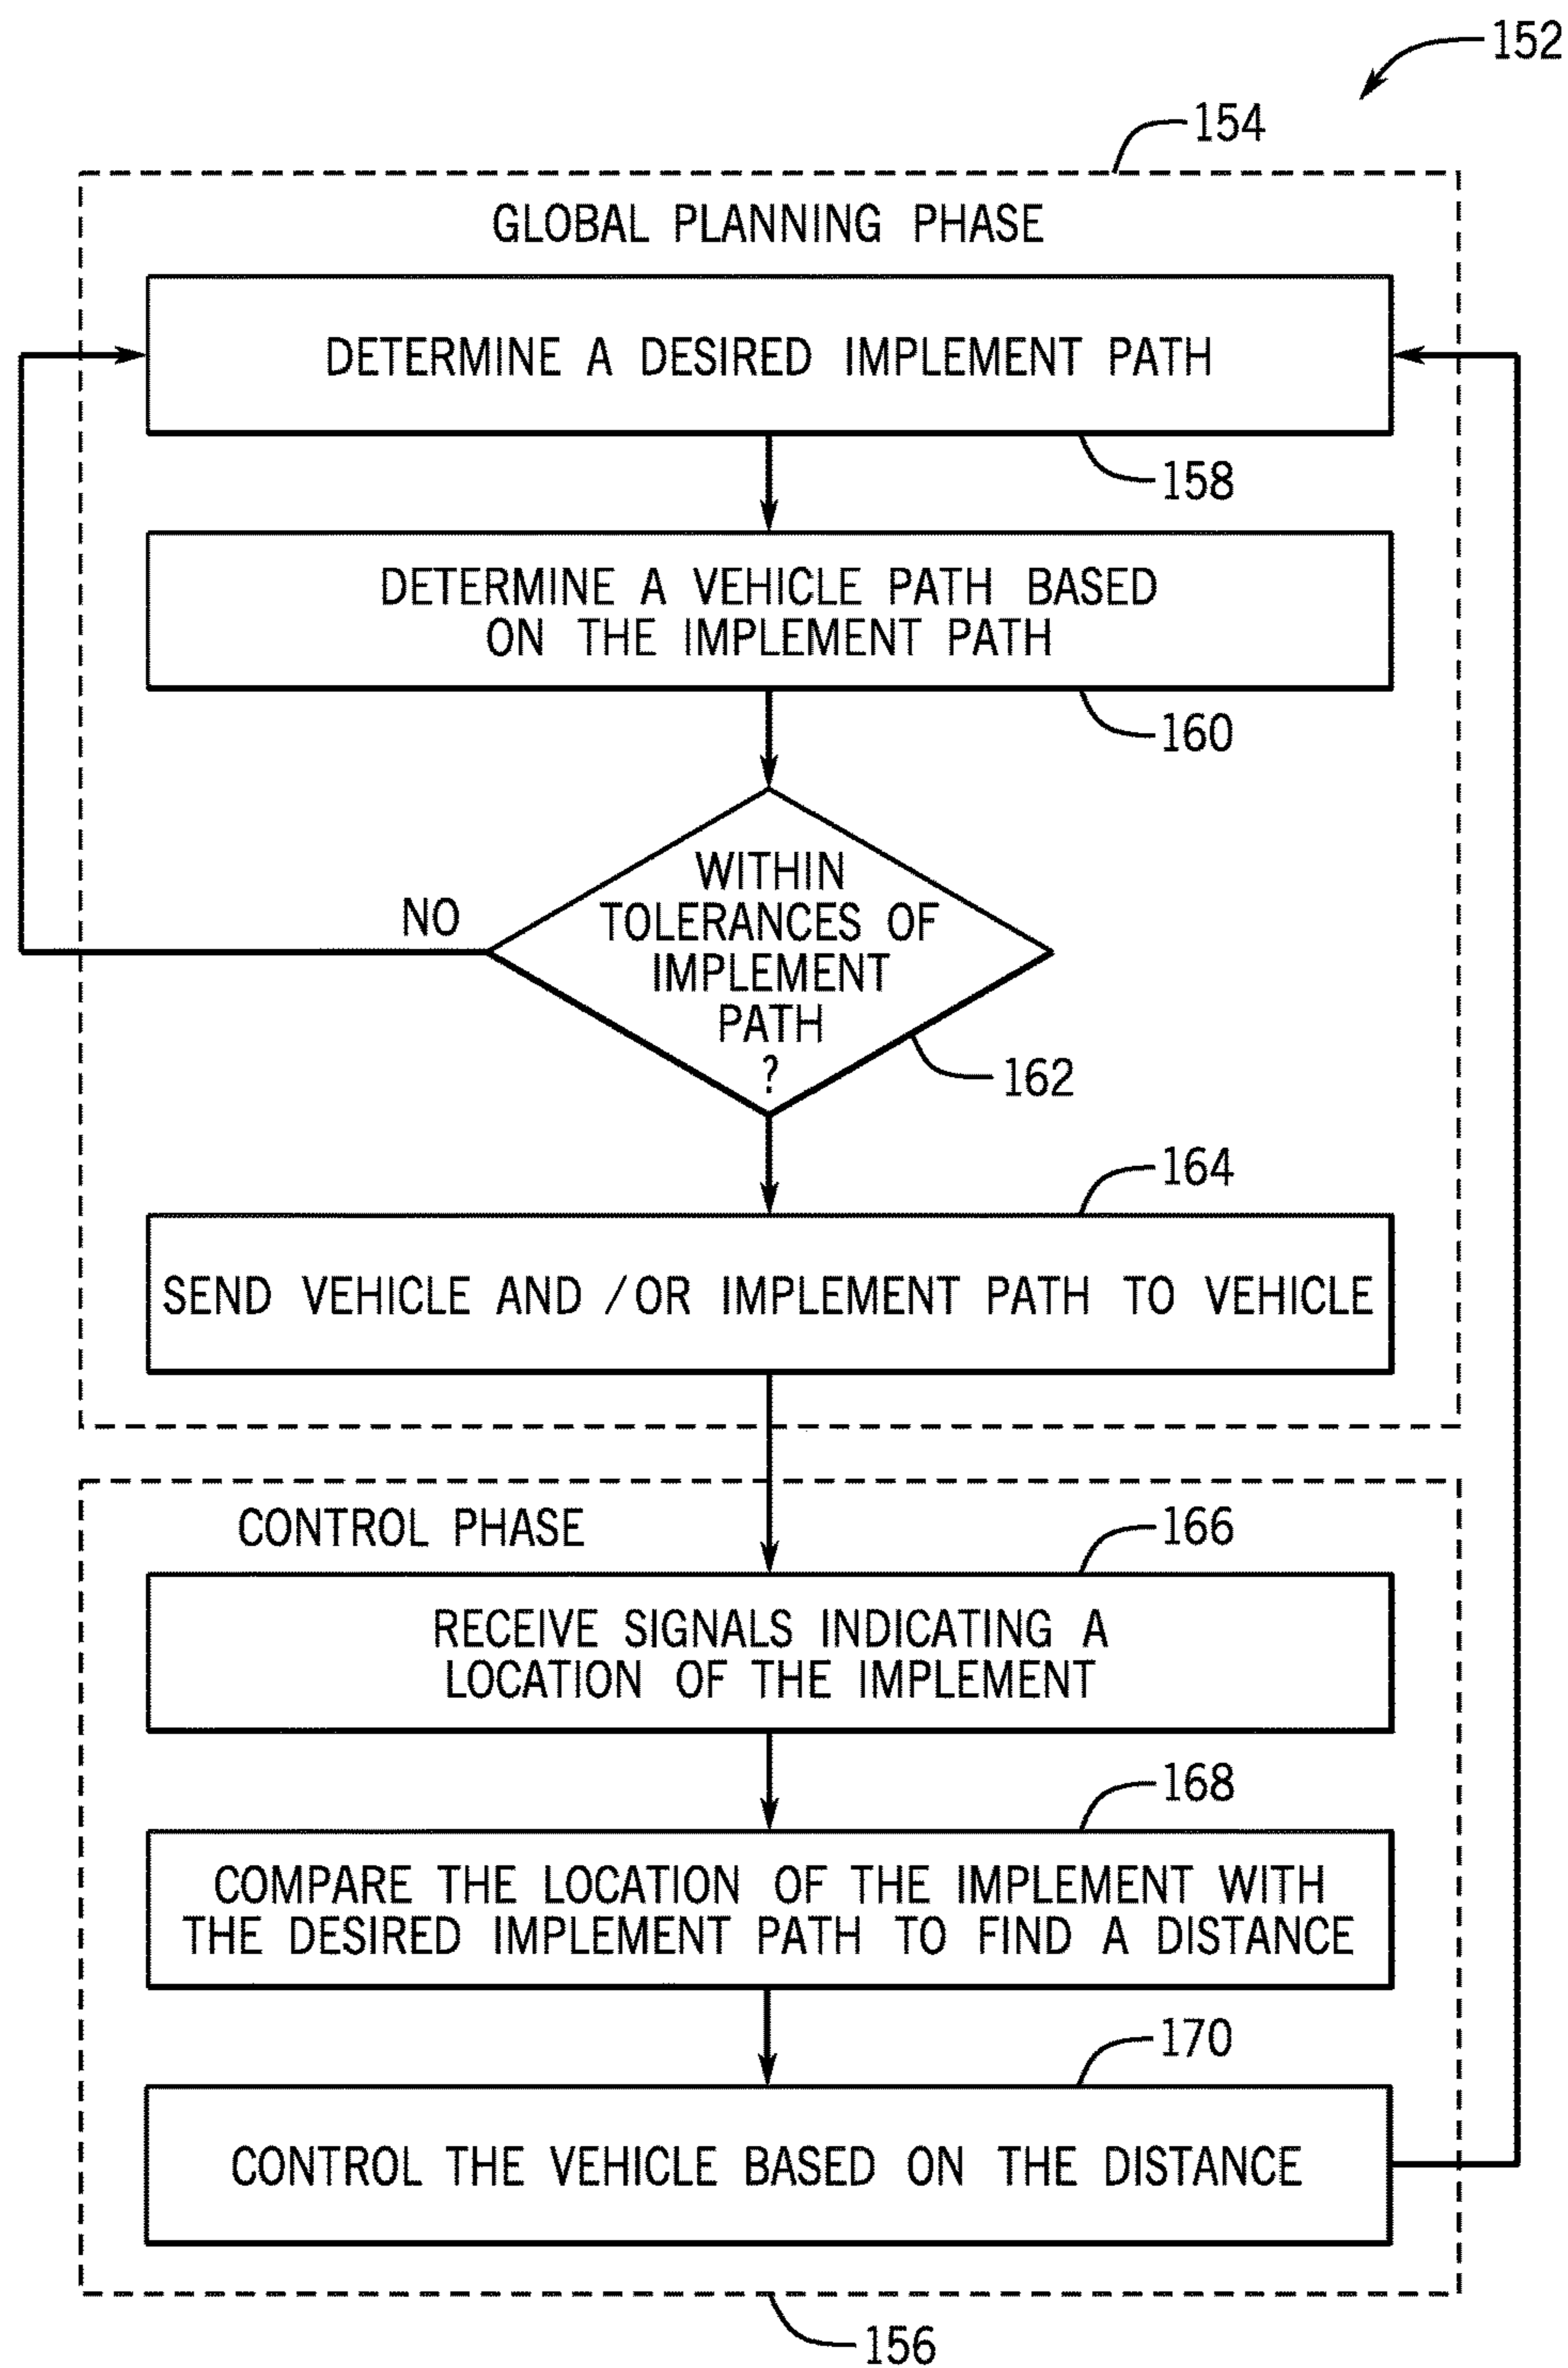 152
154
GLOBAL PLANNING PHASE
DETERMINE A DESIRED IMPLEMENT PATH
158
DETERMINE A VEHICLE PATH BASED
ON THE IMPLEMENT PATH
160
WITHIN
TOLERANCES OF
IMPLEMENT
PATH
?
NO
162
164
SEND VEHICLE AND /OR IMPLEMENT PATH TO VEHICLE
CONTROL PHASE
166
RECEIVE SIGNALS INDICATING A
LOCATION OF THE IMPLEMENT
168
COMPARE THE LOCATION OF THE IMPLEMENT WITH
THE DESIRED IMPLEMENT PATH TO FIND A DISTANCE
170
CONTROL THE VEHICLE BASED ON THE DISTANCE
156